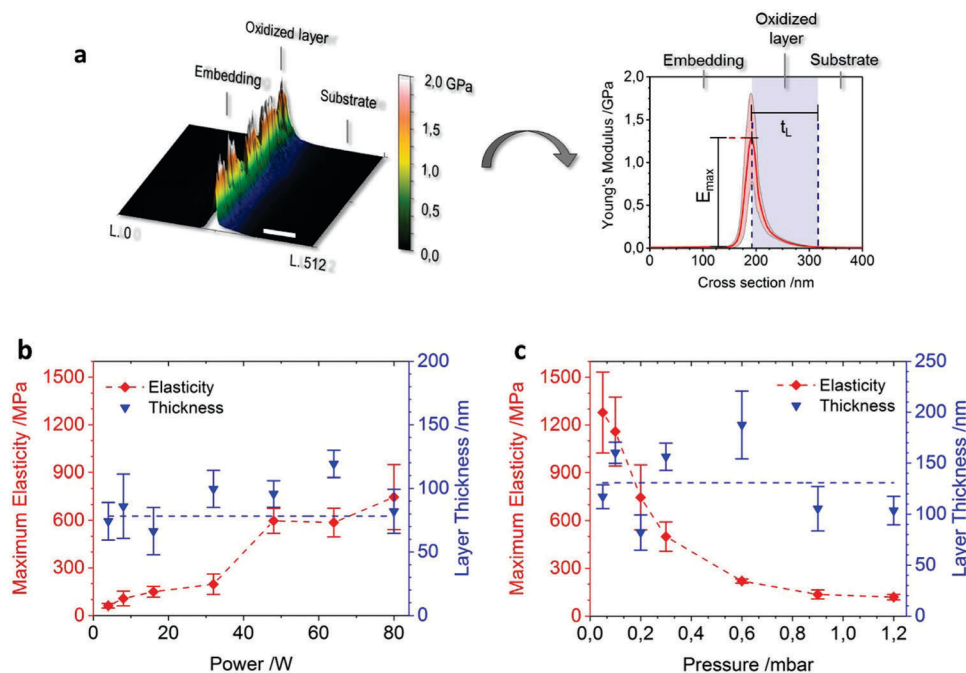 a
Oxidized layer
Embedding
Substrate
2,0 GPa
1,5
1,0
0,5
0,0
L. 0
L. 512
Oxidized
layer
Embedding
Substrate
2,0
1,5
1,0
0,5
0,0
Young's Modulus /GPa
E max
t L
0 100 200 300 400
Cross section /nm
b
1500
1200
900
600
300
0
Maximum Elasticity /MPa
Elasticity
Thickness
200
150
100
50
0
Layer Thickness /nm
0 20 40 60 80
Power /W
c
1500
1200
900
600
300
0
Maximum Elasticity /MPa
Elasticity
Thickness
250
200
150
100
50
0
Layer Thickness /nm
0,0 0,2 0,4 0,6 0,8 1,0 1,2
Pressure /mbar